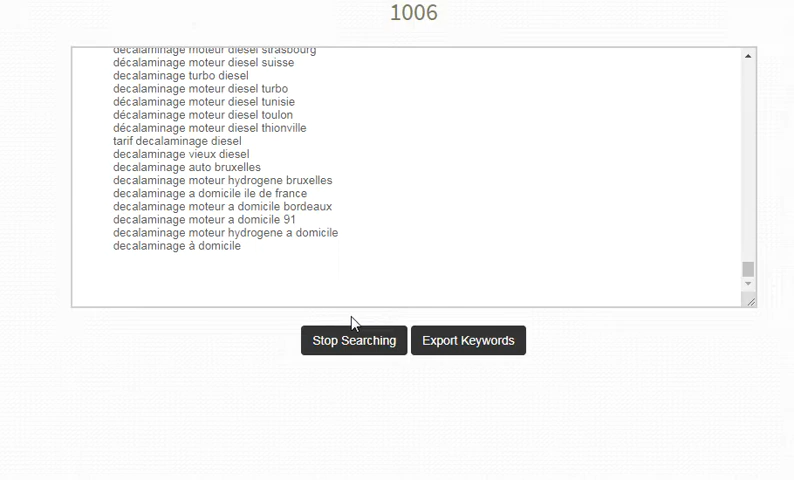 1006
decalaminage moteur diesel strasbourg
décalaminage moteur diesel suisse
decalaminage turbo diesel
decalaminage moteur diesel turbo
décalaminage moteur diesel tunisie
décalaminage moteur diesel toulon
décalaminage moteur diesel thionville
tarif decalaminage diesel
decalaminage vieux diesel
decalaminage auto bruxelles
decalaminage moteur hydrogene bruxelles
decalaminage a domicile ile de france
decalaminage moteur a domicile bordeaux
decalaminage moteur a domicile 91
decalaminage moteur hydrogene a domicile
decalaminage à domicile
Stop Searching Export Keywords